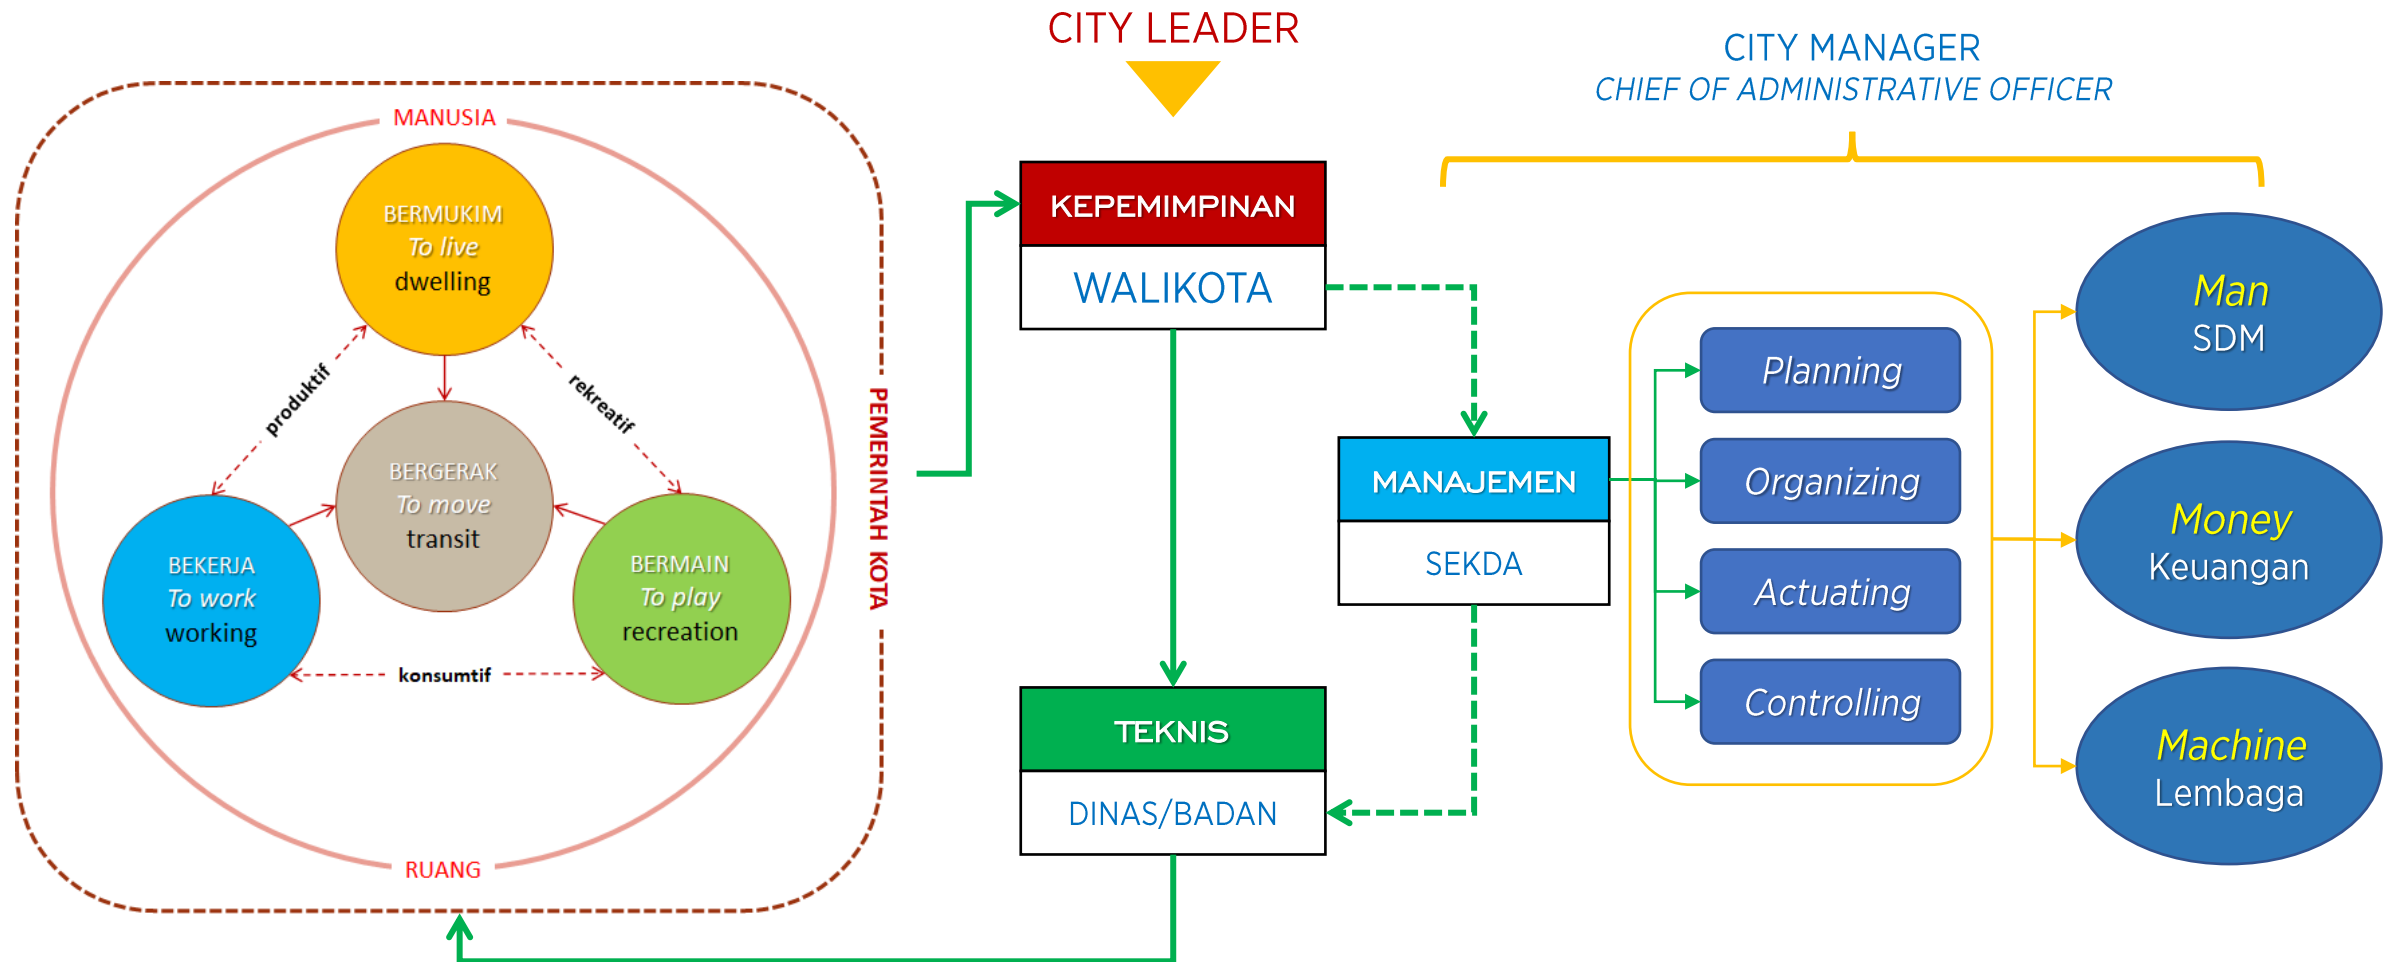 CITY LEADER
CITY MANAGER
CHIEF OF ADMINISTRATIVE OFFICER
MANUSIA
BERMUKIM
To live
dwelling
produktif
rekreatif
BERGERAK
To move
transit
BEKERJA
To work
working
BERMAIN
To play
recreation
konsumtif
RUANG
PEMERINTAH KOTA
KEPEMIMPINAN
WALIKOTA
MANAJEMEN
SEKDA
TEKNIS
DINAS/BADAN
Planning
Organizing
Actuating
Controlling
Man
SDM
Money
Keuangan
Machine
Lembaga